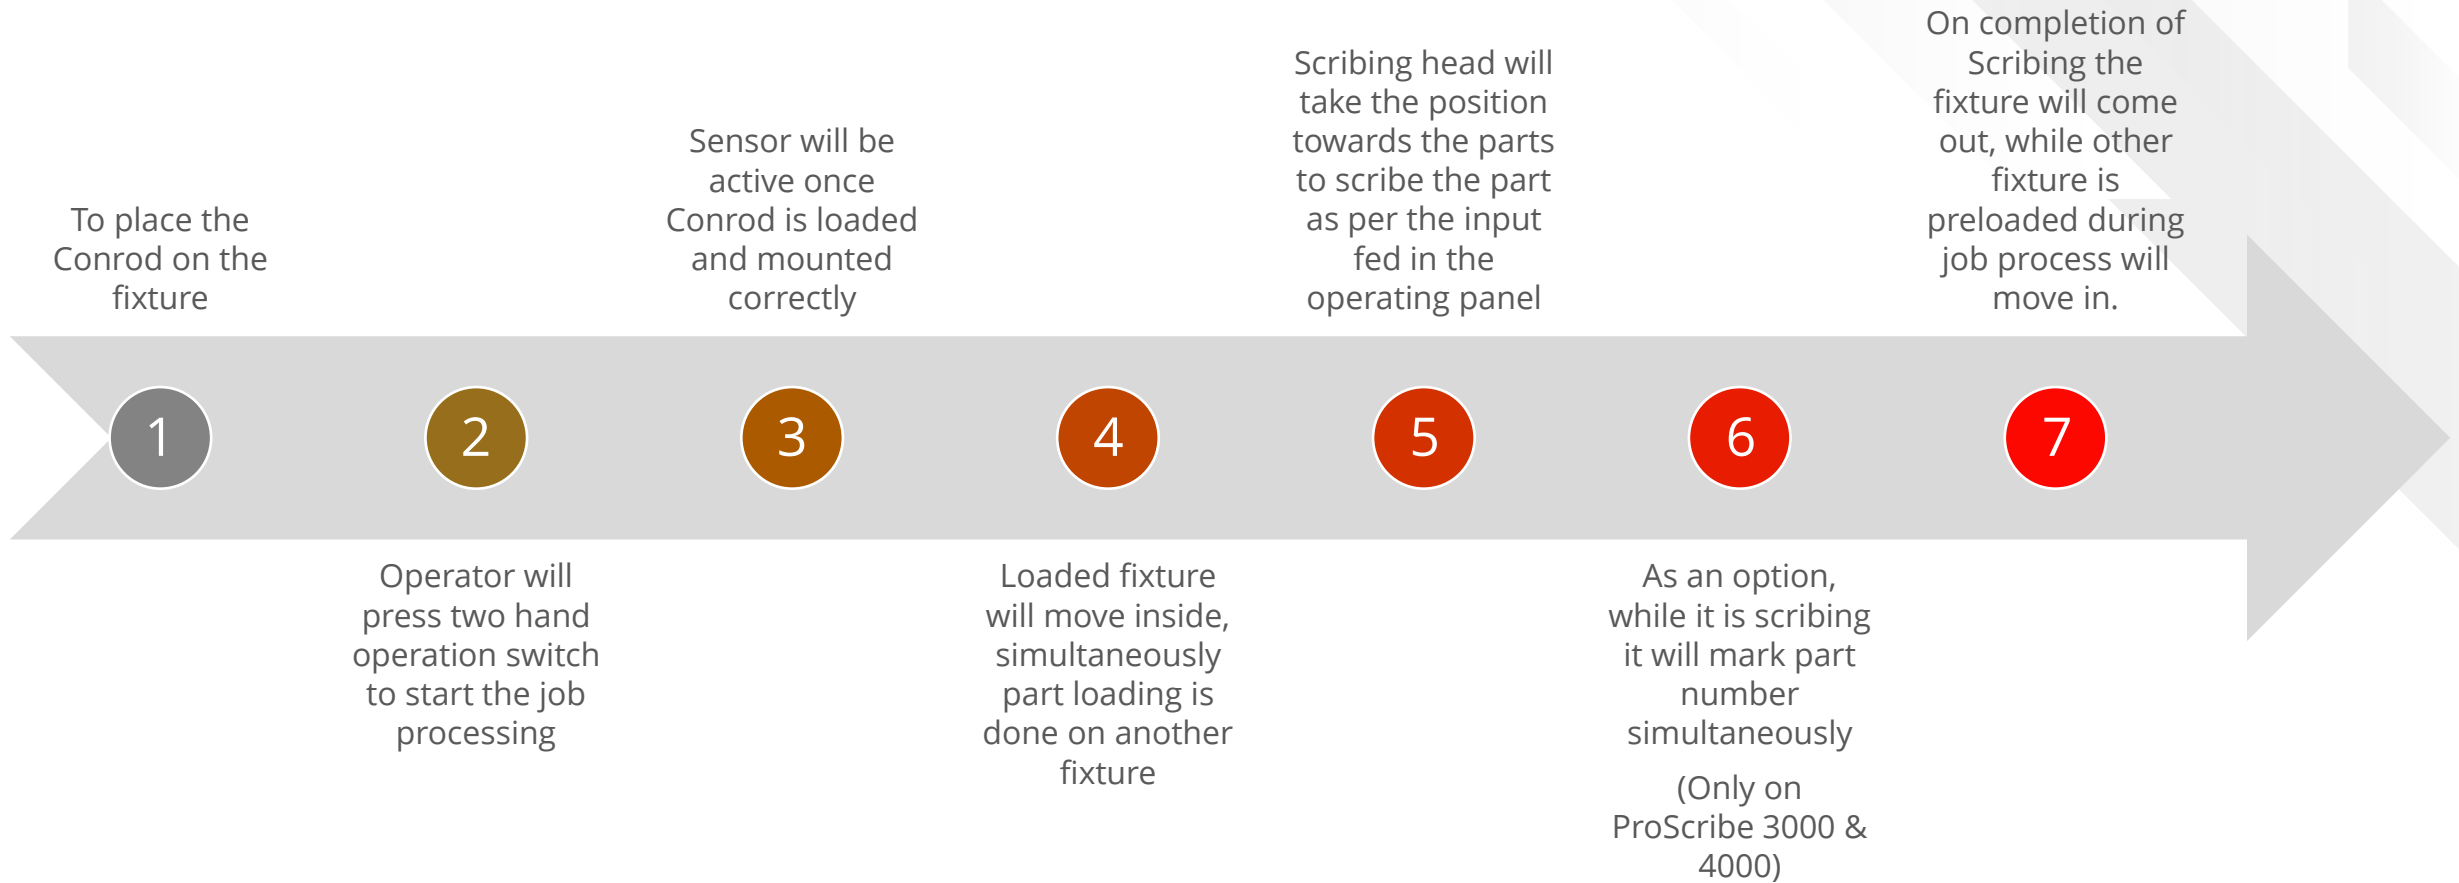 To place the
Conrod on the
fixture
1
Operator will
press two hand
operation switch
to start the job
processing
2
Sensor will be
active once
Conrod is loaded
and mounted
correctly
3
Loaded fixture
will move inside,
simultaneously
part loading is
done on another
fixture
4
Scribing head will
take the position
towards the parts
to scribe the part
as per the input
fed in the
operating panel
5
As an option,
while it is scribing
it will mark part
number
simultaneously
(Only on
ProScribe 3000 &
4000)
6
On completion of
Scribing the
fixture will come
out, while other
fixture is
preloaded during
job process will
move in.
7